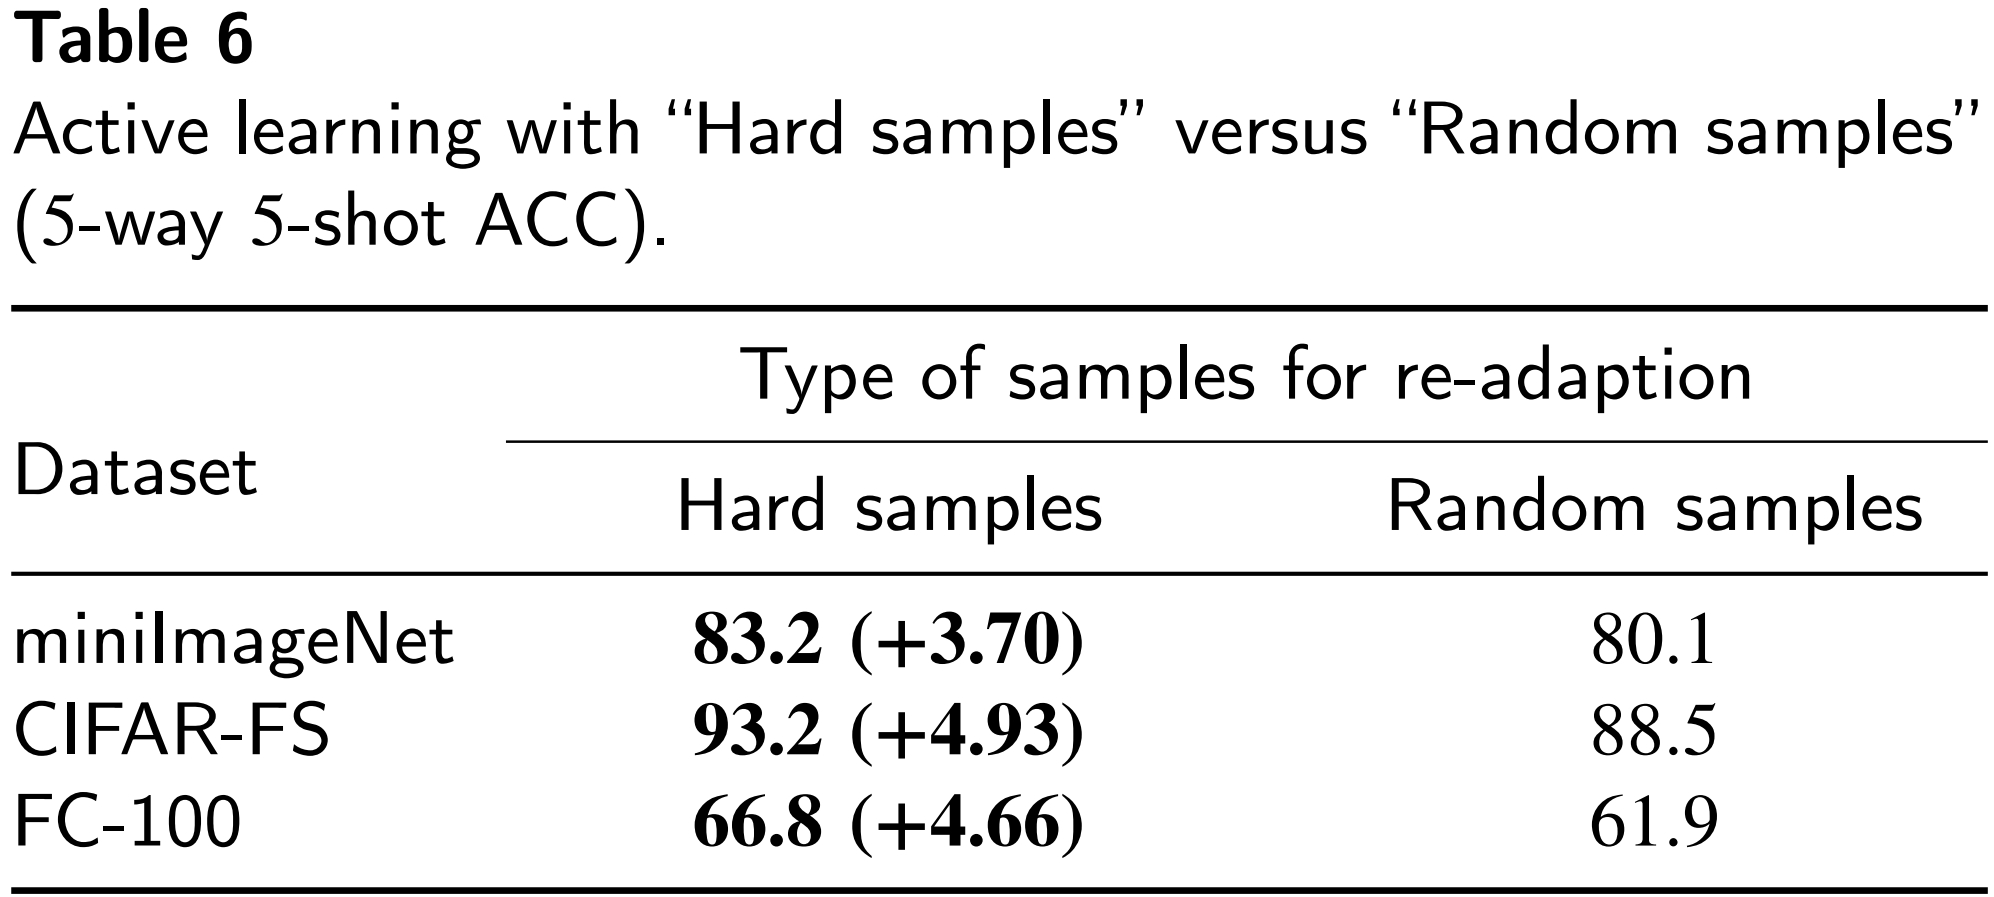 Table 6
Active learning with “Hard samples” versus “Random samples”
(5-way 5-shot ACC).
Type of samples for re-adaption
Dataset
Hard samples Random samples
miniImageNet 83.2 (+3.70) 80.1
CIFAR-FS 93.2 (+4.93) 88.5
FC-100 66.8 (+4.66) 61.9